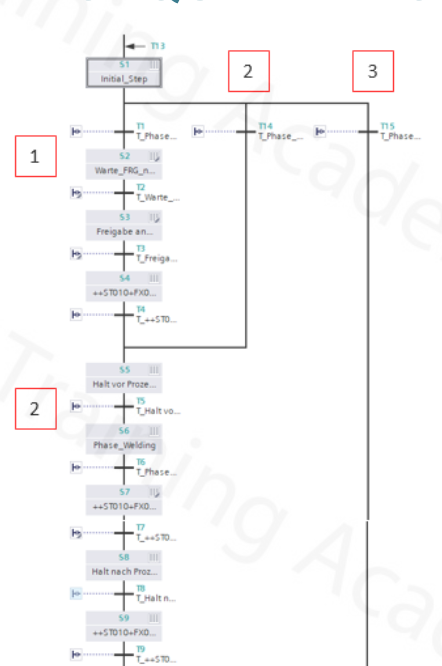 T13
S1
Initial_Step
2
3
T1
T_Phase...
T14
T_Phase_...
T15
T_Phase...
1
S2
Warte_FRG_n...
T2
T_Warte_...
S3
Freigabe an...
T3
T_Freiga...
S4
++ST010+FX0...
T4
T_++ST0...
S5
Halt vor Proze...
2
T5
T_Halt vo...
S6
Phase_Welding
T6
T_Phase...
S7
++ST010+FX0...
T7
T_++ST0...
S8
Halt nach Proz...
T8
T_Halt n...
S9
++ST010+FX0...
T9
T_++ST0...
Training Academy